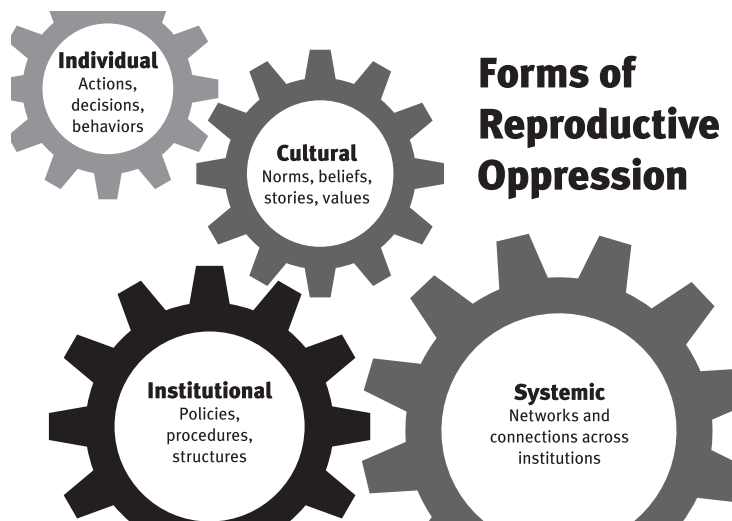 Forms of
Reproductive
Oppression
Individual
Actions,
decisions,
behaviors
Cultural
Norms, beliefs,
stories, values
Institutional
Policies,
procedures,
structures
Systemic
Networks and
connections across
institutions